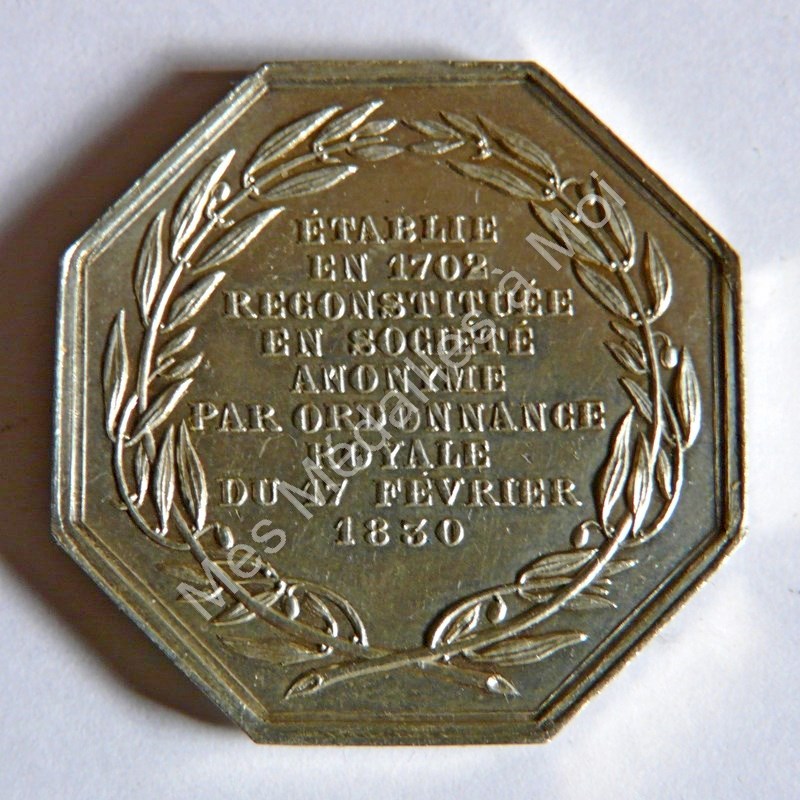 ÉTABLIE
EN 1702
RECONSTITUÉE
EN SOCIÉTÉ
ANONYME
PAR ORDONNANCE
ROYALE
DU 17 FÉVRIER
1830
Mes Médailles à Moi